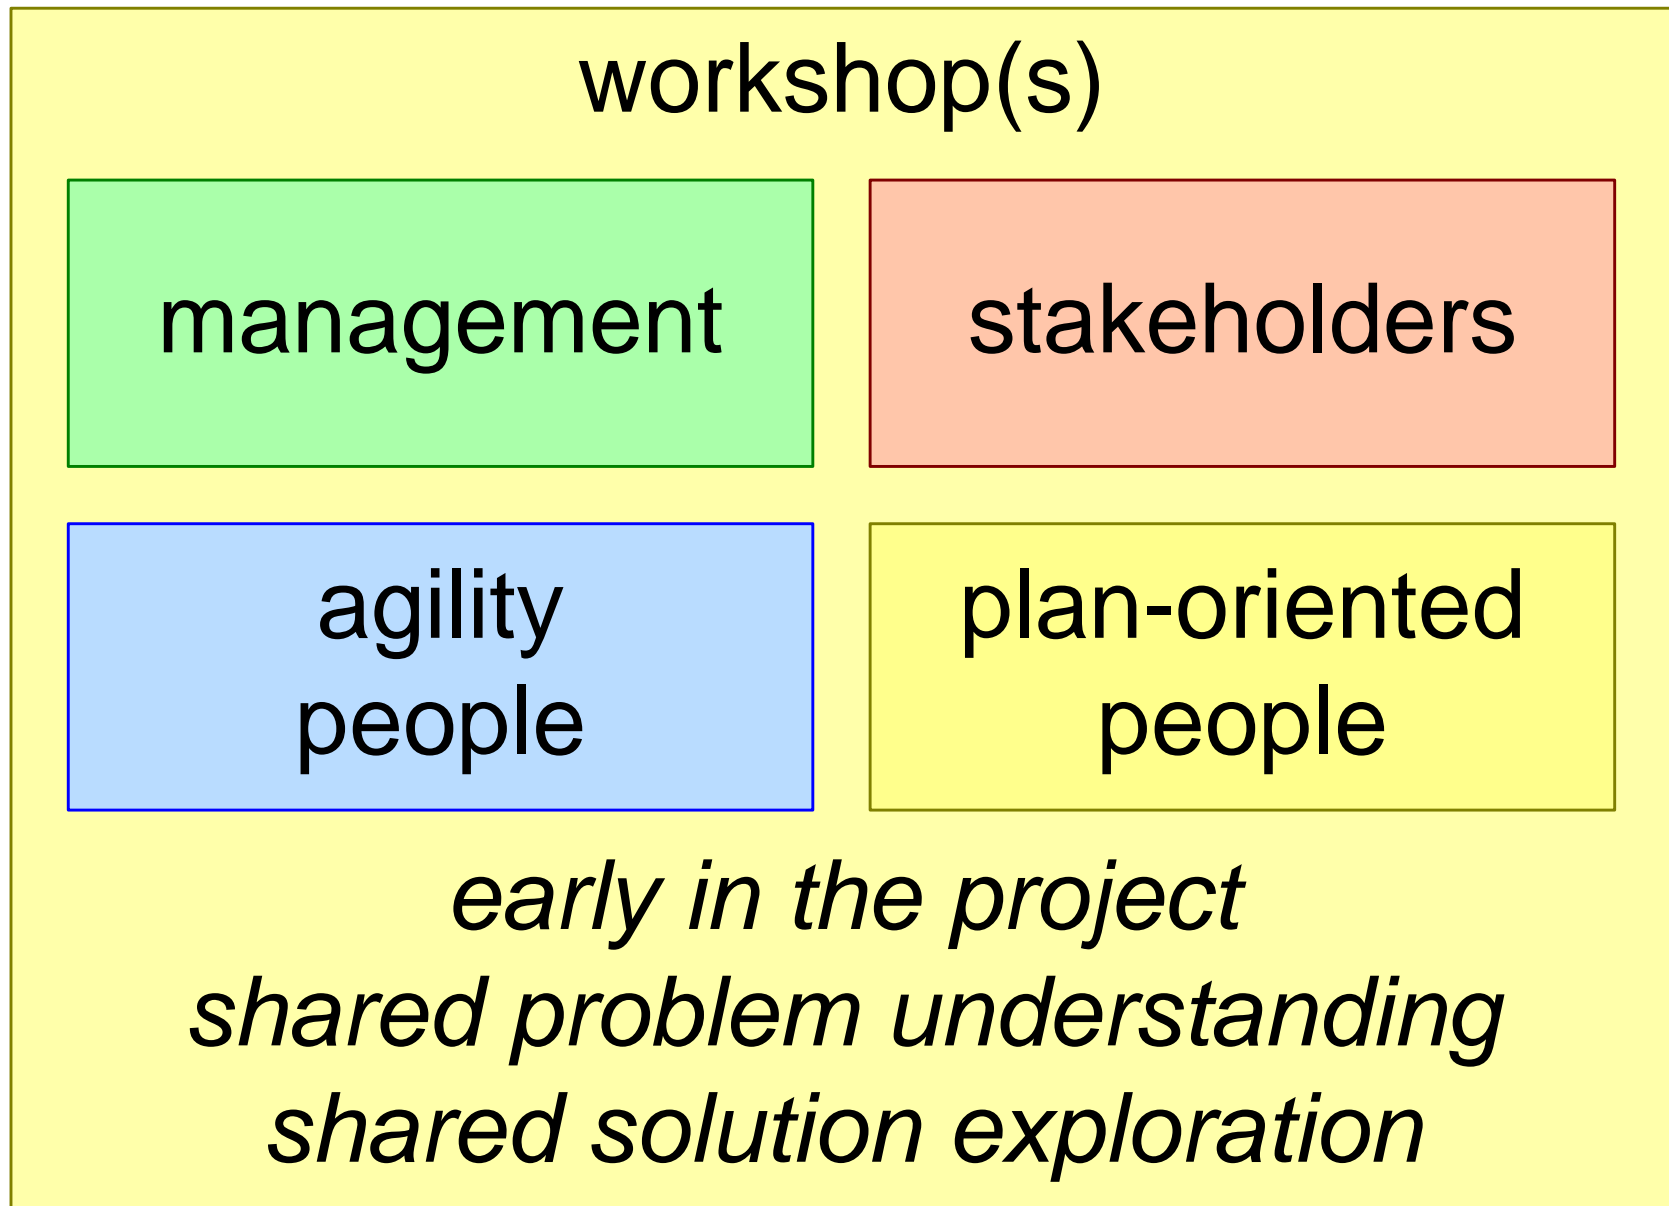 workshop(s)
management
stakeholders
agility
people
plan-oriented
people
early in the project
shared problem understanding
shared solution exploration